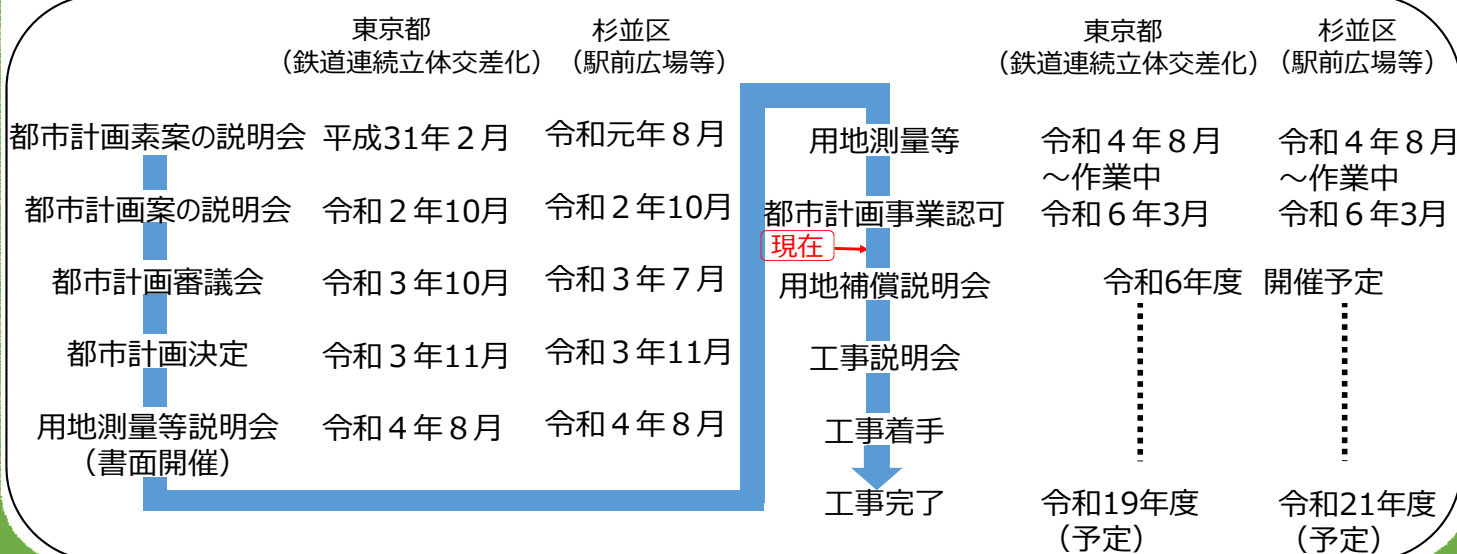 東京都 杉並区
（鉄道連続立体交差化） （駅前広場等）
都市計画素案の説明会 平成31年２月 令和元年８月
都市計画案の説明会 令和２年10月 令和２年10月
都市計画審議会 令和３年10月 令和３年７月
都市計画決定 令和３年11月 令和３年11月
用地測量等説明会 令和４年８月 令和４年８月
（書面開催）
東京都 杉並区
（鉄道連続立体交差化） （駅前広場等）
用地測量等 令和４年８月 令和４年８月
～作業中 ～作業中
都市計画事業認可 令和６年3月 令和６年3月
現在
用地補償説明会 令和6年度 開催予定
工事説明会
工事着手
工事完了 令和19年度 令和21年度
（予定） （予定）